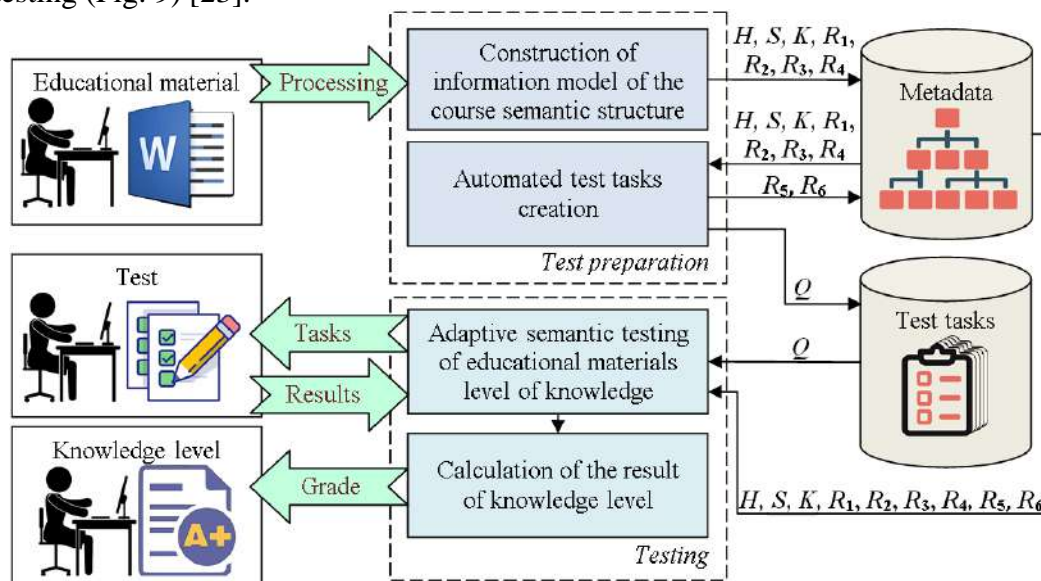 testing (Fig. 9) [23].
Educational material
W
Processing
Construction of
information model of the
course semantic structure
H, S, K, R1,
R2, R3, R4
Metadata
H, S, K, R1,
R2, R3, R4
Automated test tasks
creation
R5, R6
Test preparation
Q
Test
Tasks
Results
Adaptive semantic testing
of educational materials
level of knowledge
Q
Test tasks
Knowledge level
A+
Grade
Calculation of the result
of knowledge level
H, S, K, R1, R2, R3, R4, R5, R6
Testing